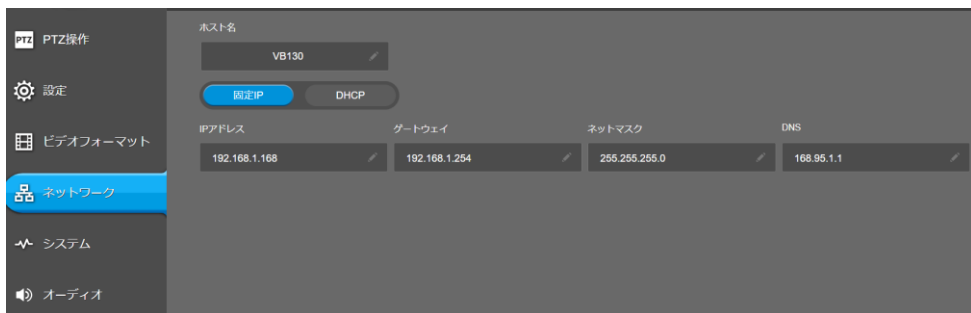 PTZ PTZ操作
設定
ビデオフォーマット
ネットワーク
システム
オーディオ
ホスト名
VB130
固定IP DHCP
IPアドレス ゲートウェイ ネットマスク DNS
192.168.1.168 192.168.1.254 255.255.255.0 168.95.1.1